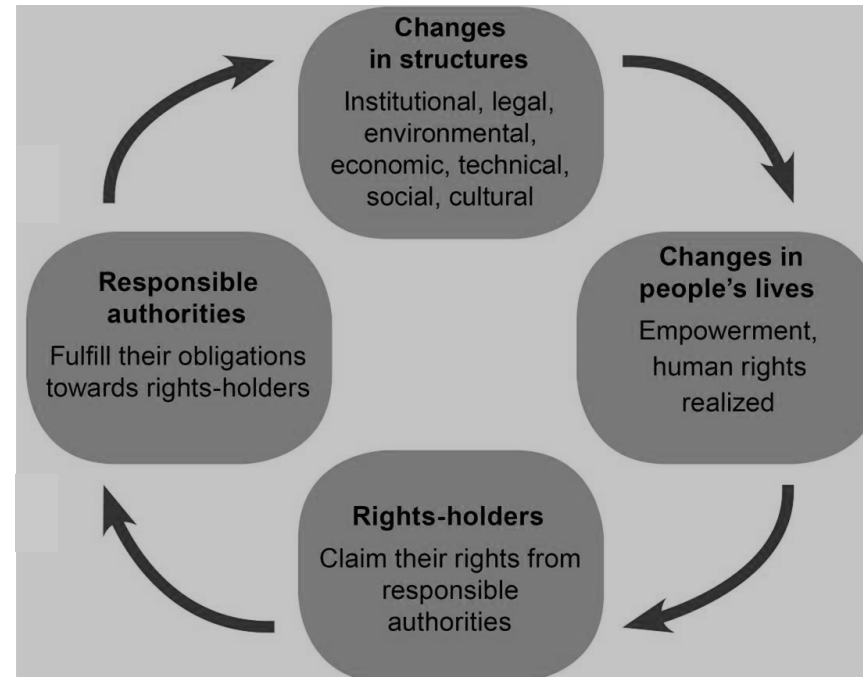 Changes
in structures
Institutional, legal,
environmental,
economic, technical,
social, cultural
Changes in
people's lives
Empowerment,
human rights
realized
Rights-holders
Claim their rights from
responsible
authorities
Responsible
authorities
Fulfill their obligations
towards rights-holders